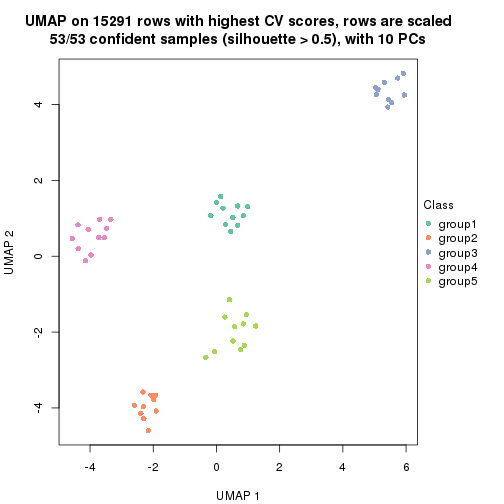 UMAP on 15291 rows with highest CV scores, rows are scaled
53/53 confident samples (silhouette > 0.5), with 10 PCs
4
2
0
-2
-4
UMAP 2
-4
-2
0
2
4
6
UMAP 1
Class
group1
group2
group3
group4
group5